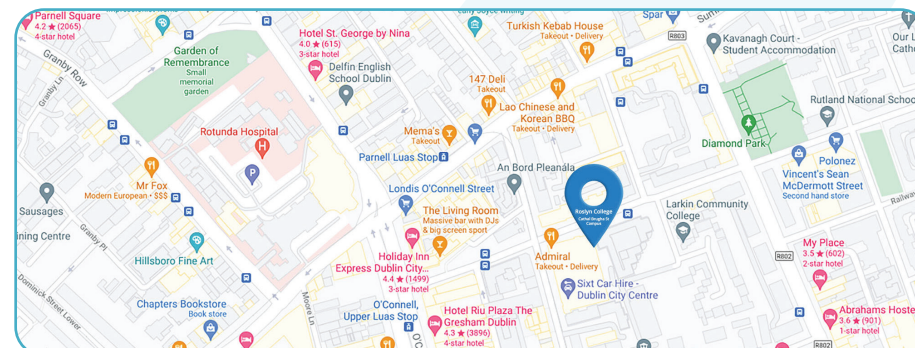 Parnell Square
4.2 ★ (2065)
4-star hotel
Granby Row
Granby Ln
Garden of
Remembrance
Small
memorial
garden
Hotel St. George by Nina
4.0 ★ (615)
3-star hotel
Delfin English
School Dublin
Turkish Kebab House
Takeout • Delivery
Spar
R803
Kavanagh Court -
Student Accommodation
Our L
147 Deli
Takeout
Lao Chinese and
Korean BBQ
Takeout • Delivery
Rutland National School
Rotunda Hospital
H
P
Mema's
Takeout
Parnell Luas Stop
Diamond Park
Polonez
Vincent's Sean
McDermott Street
Second hand store
An Bord Pleanála
Mr Fox
Modern European • $$$
Londis O'Connell Street
Roslyn College
Campus
Sausages
Granby Pl
The Living Room
Massive bar with DJs
& big screen sport
Larkin Community
College
Railway
ining Centre
Hillsboro Fine Art
Holiday Inn
Express Dublin City...
4.4 ★ (1499)
3-star hotel
Admiral
Takeout • Delivery
R802
My Place
3.5 ★ (602)
2-star hotel
Dominick Street Lower
Moore Ln
Sixt Car Hire -
Dublin City Centre
Chapters Bookstore
Book store
O'Connell,
Upper Luas Stop
Hotel Riu Plaza The
Gresham Dublin
4.3 ★ (3896)
4-star hotel
Abrahams Hoste
3.6 ★ (901)
1-star hotel
R802